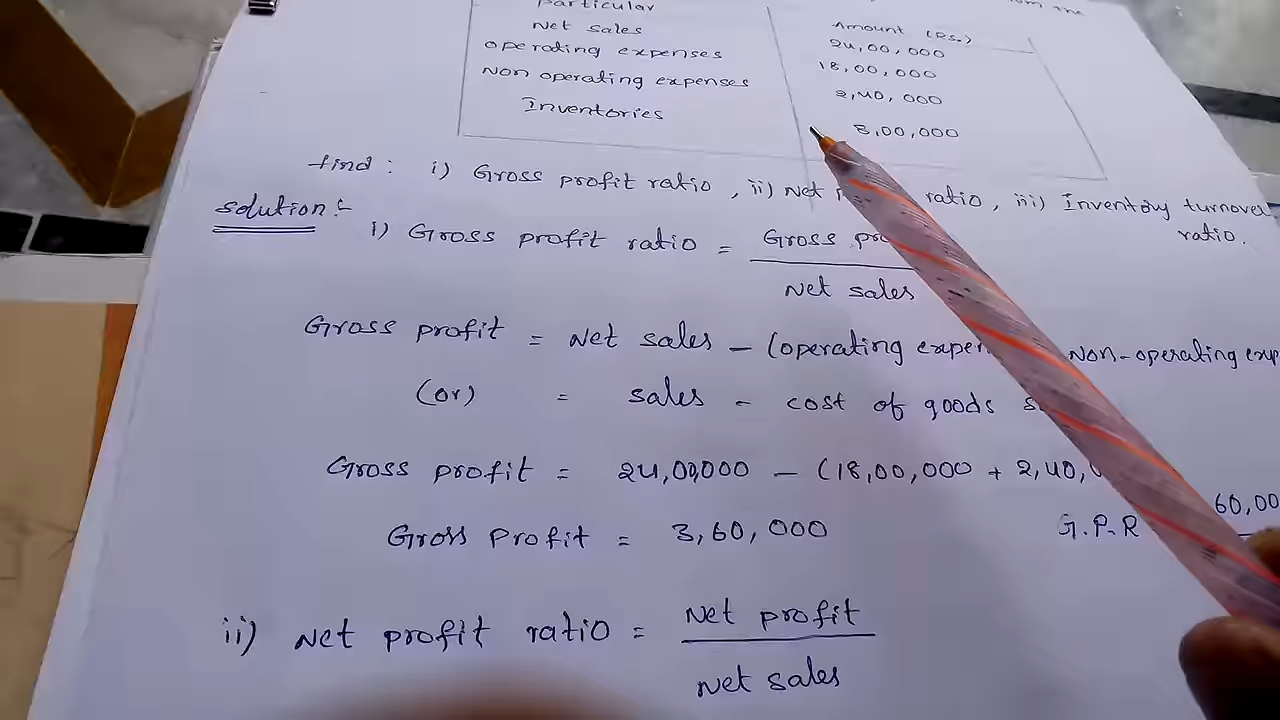 om the
Particular Amount (Rs.)
Net sales 24,00,000
operating expenses 18,00,000
Non operating expenses 2,40,000
Inventories 8,00,000
find: i) Gross profit ratio, ii) Net ratio, iii) Inventory turnover
ratio.
solution:-
i) Gross profit ratio = Gross pro
Net sales
Gross profit = Net sales - (operating expen Non-operating exp
(or) = sales - cost of goods s
Gross profit = 24,00,000 - (18,00,000 + 2,40,0
Gross Profit = 3,60,000 G.P.R 60,00
ii) Net profit ratio = Net profit
Net sales